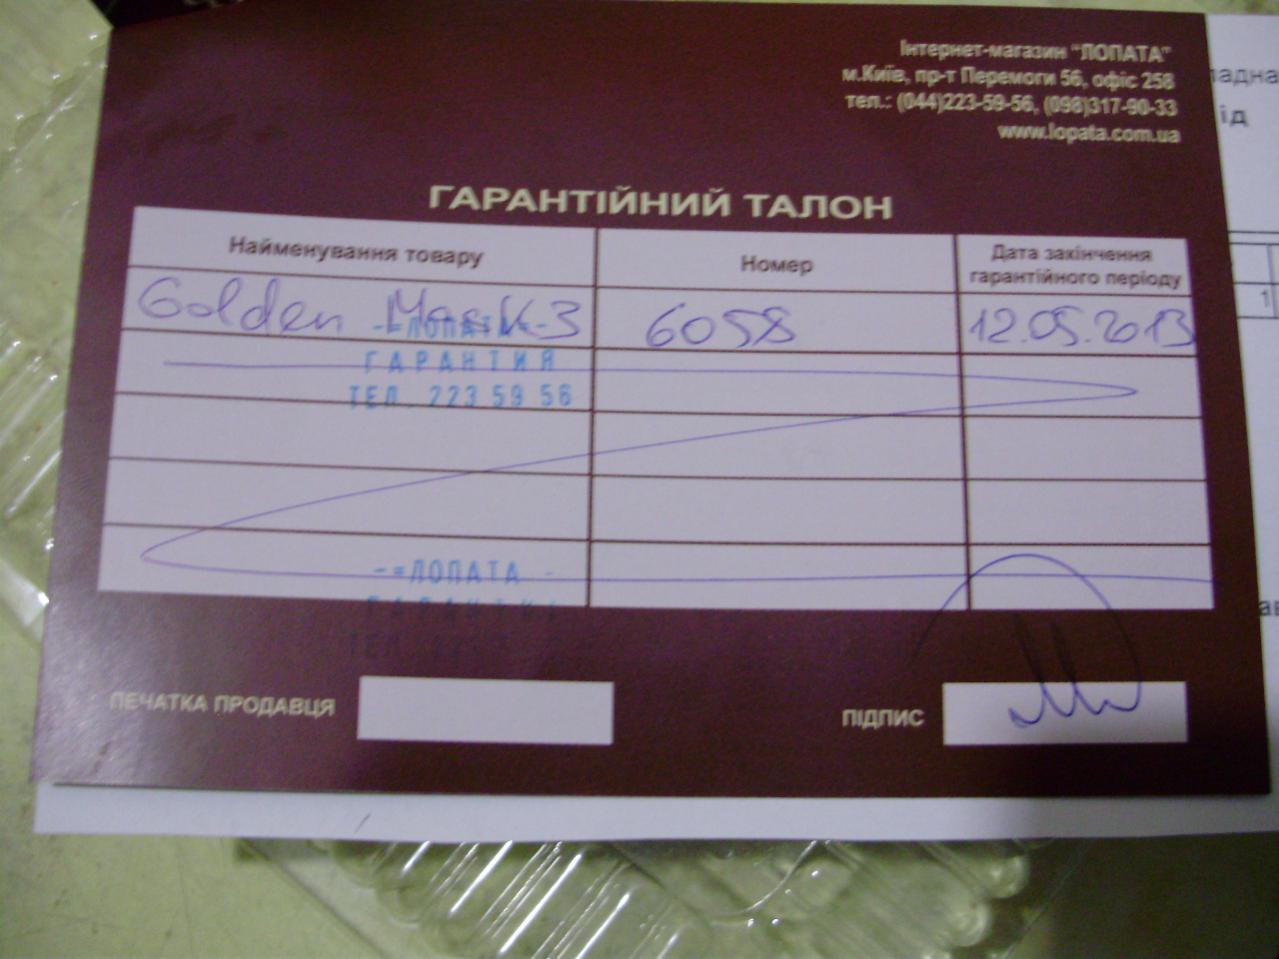 Інтернет-магазин "ЛОПАТА"
м.Київ, пр-т Перемоги 56, офіс 258
тел.: (044)223-59-56, (098)317-90-33
www.lopata.com.ua
ГАРАНТІЙНИЙ ТАЛОН
Найменування товару
Номер
Дата закінчення гарантійного періоду
Golden Mask 3
6058
12.05.2013
-=ЛОПАТА=-
ГАРАНТИЯ
ТЕЛ. 223 59 56
-=ЛОПАТА -
ПЕЧАТКА ПРОДАВЦЯ
ПІДПИС
ід
1